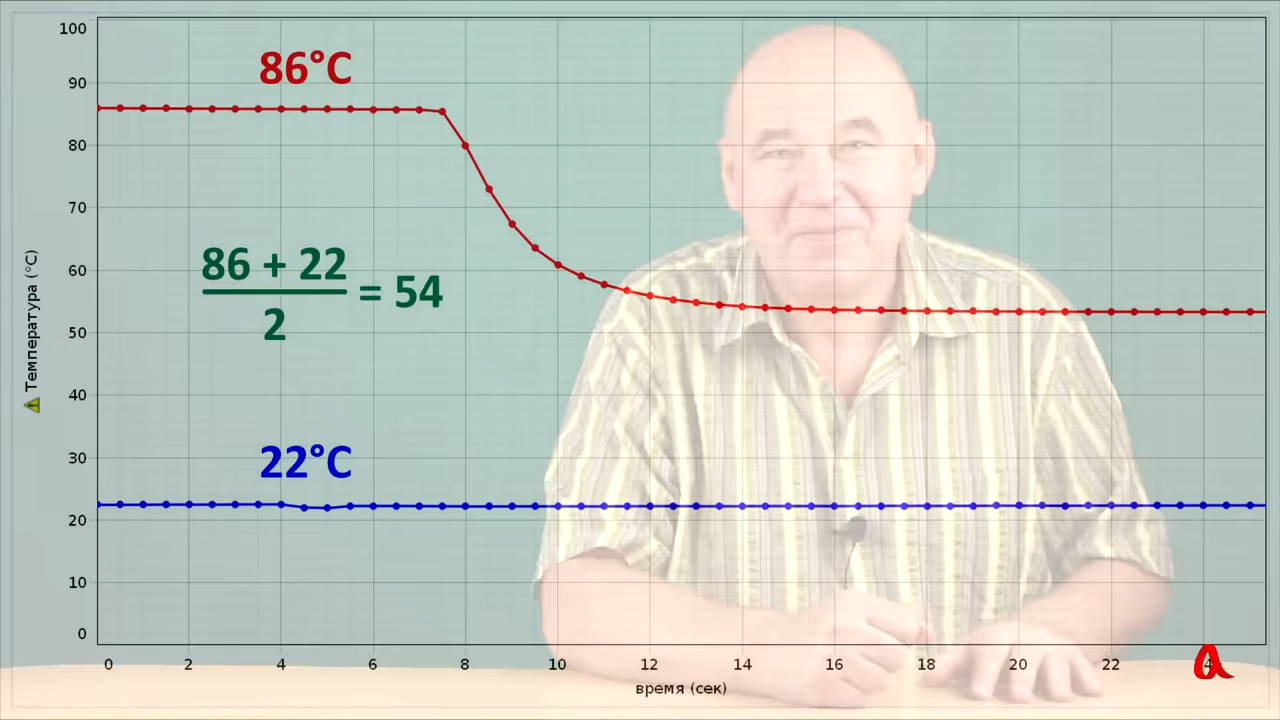 100
86°C
90
80
70
86 + 22
60
= 54
2
50
40
Температура (°C)
30
22°C
20
10
0
0 2 4 6 8 10 12 14 16 18 20 22
a
время (сек)